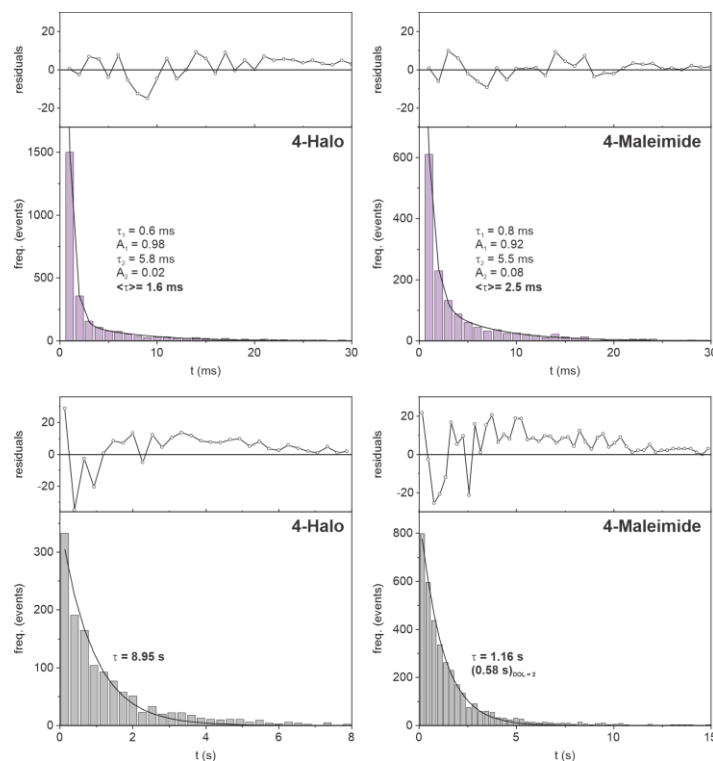 20
0
-20
residuals
20
0
-20
residuals
4-Halo
1500
1000
500
0
freq. (events)
τ1 = 0.6 ms
A1 = 0.98
τ2 = 5.8 ms
A2 = 0.02
<τ>= 1.6 ms
0 10 20 30
t (ms)
4-Maleimide
600
400
200
0
freq. (events)
τ1 = 0.8 ms
A1 = 0.92
τ2 = 5.5 ms
A2 = 0.08
<τ>= 2.5 ms
0 10 20 30
t (ms)
20
0
-20
residuals
20
0
-20
residuals
4-Halo
300
200
100
0
freq. (events)
τ = 8.95 s
0 2 4 6 8
t (s)
4-Maleimide
800
600
400
200
0
freq. (events)
τ = 1.16 s
(0.58 s)DOL = 2
0 5 10 15
t (s)